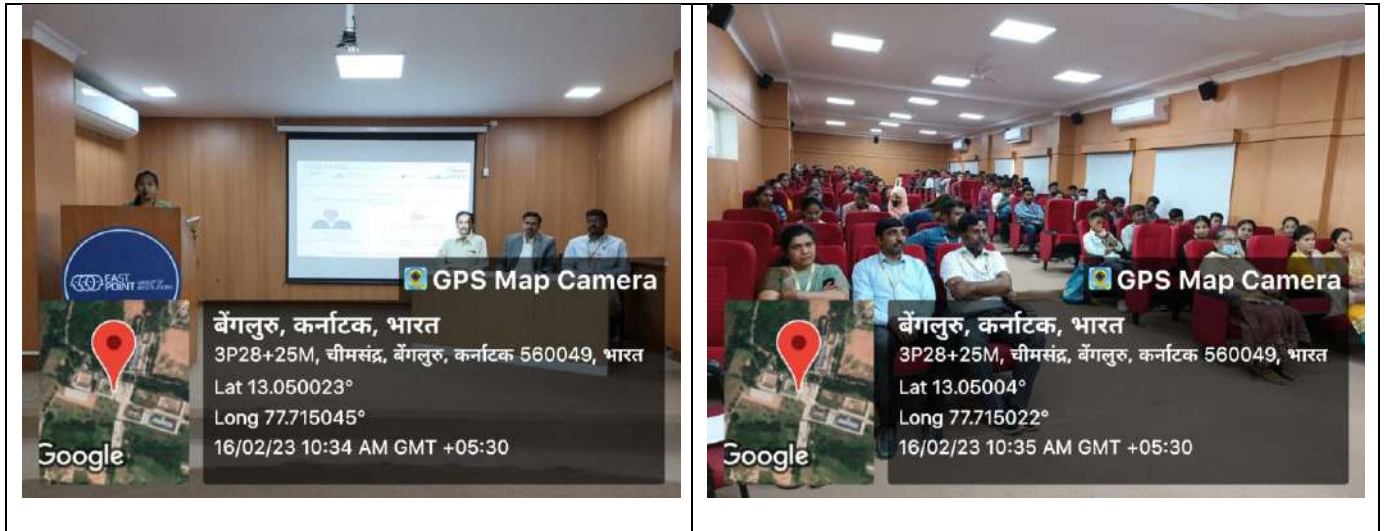 EAST
POINT GROUP OF
INSTITUTIONS
GPS Map Camera
बेंगलुरु, कर्नाटक, भारत
3P28+25M, चीमसंद्र, बेंगलुरु, कर्नाटक 560049, भारत
Lat 13.050023°
Long 77.715045°
16/02/23 10:34 AM GMT +05:30
Google
GPS Map Camera
बेंगलुरु, कर्नाटक, भारत
3P28+25M, चीमसंद्र, बेंगलुरु, कर्नाटक 560049, भारत
Lat 13.05004°
Long 77.715022°
16/02/23 10:35 AM GMT +05:30
Google